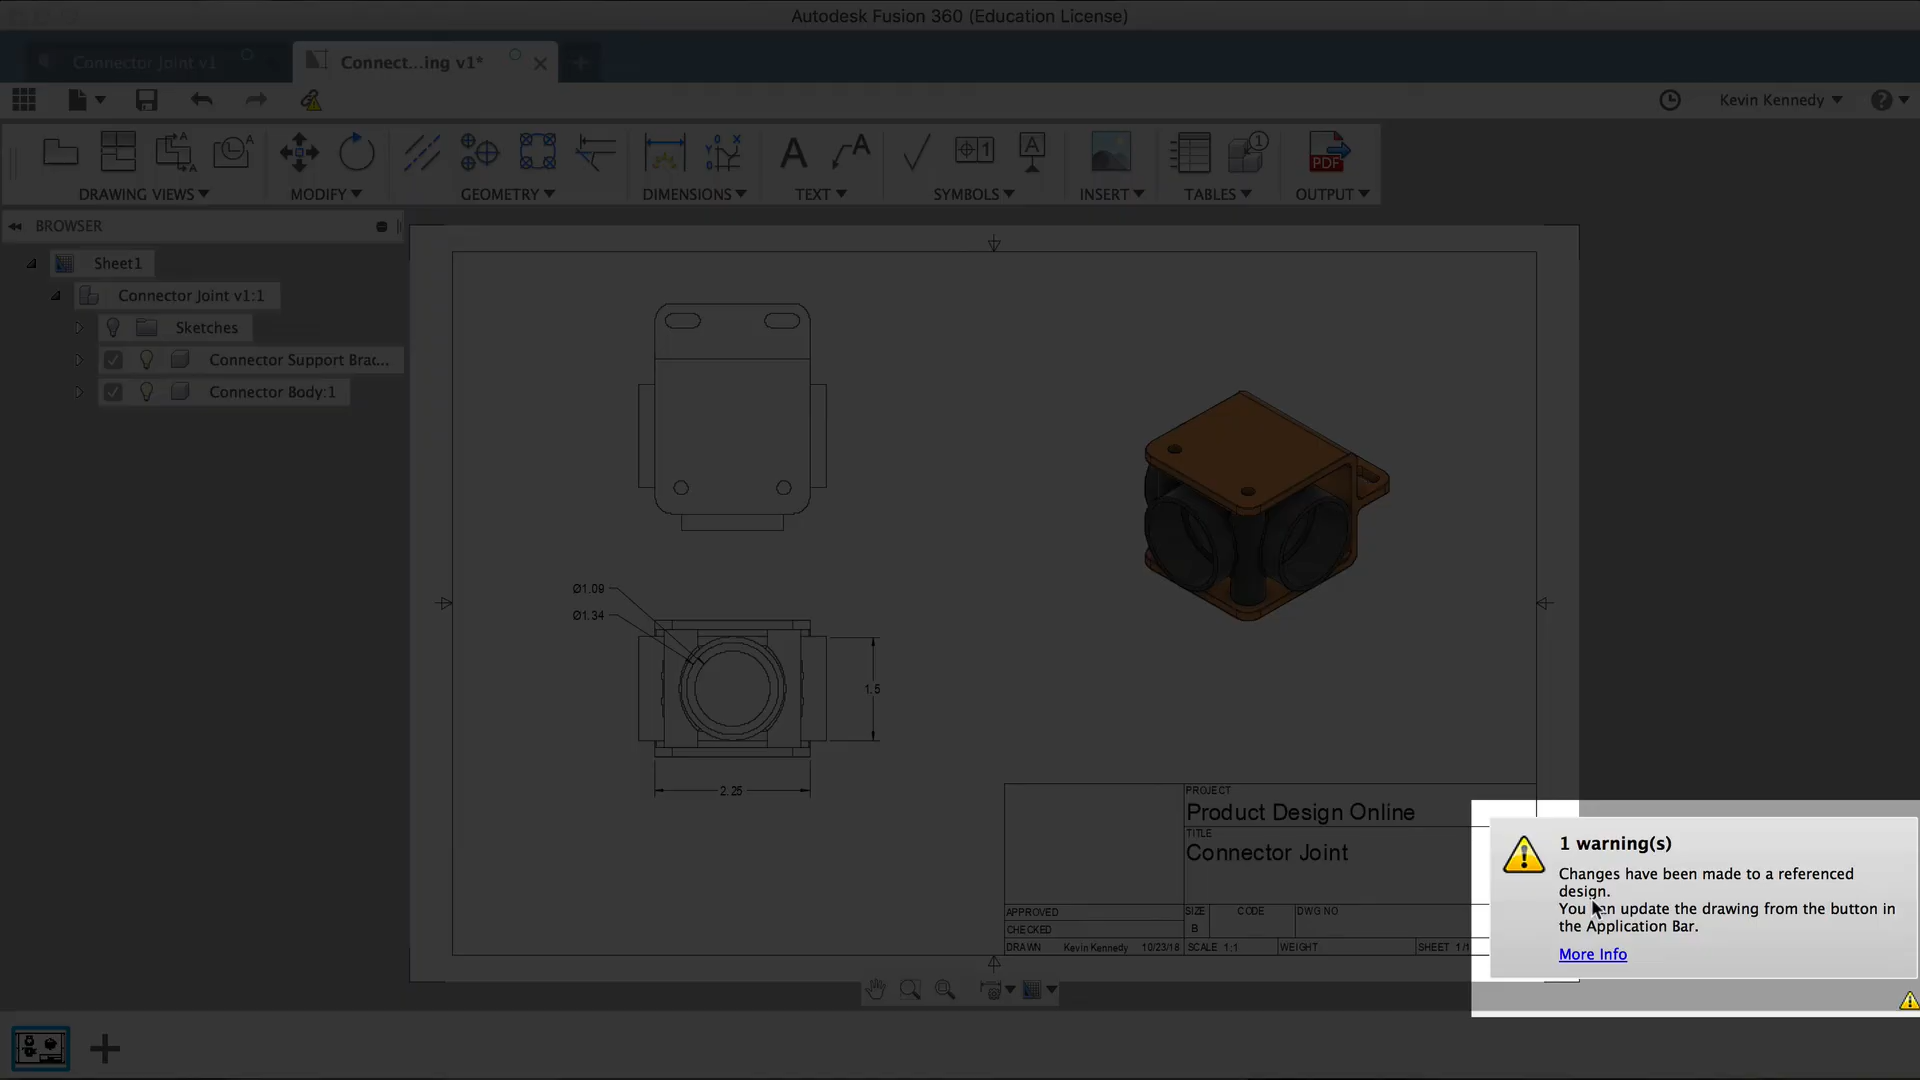 Autodesk Fusion 360 (Education License)
Connector Joint v1
Connect...ing v1*
Kevin Kennedy
DRAWING VIEWS
MODIFY
GEOMETRY
DIMENSIONS
TEXT
SYMBOLS
INSERT
TABLES
OUTPUT
PDF
BROWSER
Sheet1
Connector Joint v1:1
Sketches
Connector Support Brac...
Connector Body:1
Ø1.09
Ø1.34
1.5
2.25
PROJECT
Product Design Online
TITLE
Connector Joint
APPROVED
CHECKED
DRAWN Kevin Kennedy 10/23/18
SIZE CODE DWG NO
B
SCALE 1:1 WEIGHT SHEET 1/1
1 warning(s)
Changes have been made to a referenced
design.
You can update the drawing from the button in
the Application Bar.
More Info